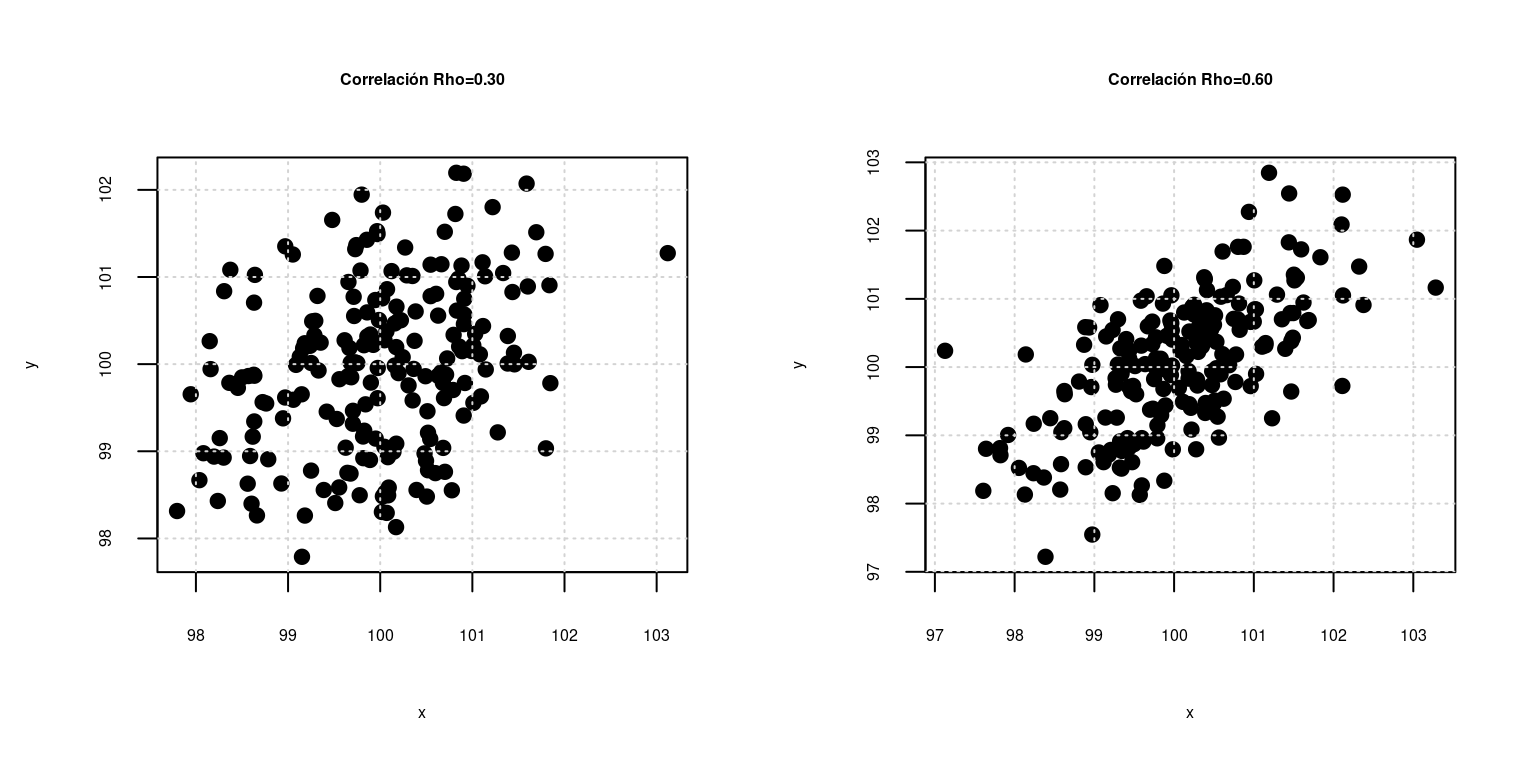 Correlación Rho=0.30
102
101
100
99
98
y
98 99 100 101 102 103
x
Correlación Rho=0.60
103
102
101
100
99
98
97
y
97 98 99 100 101 102 103
x